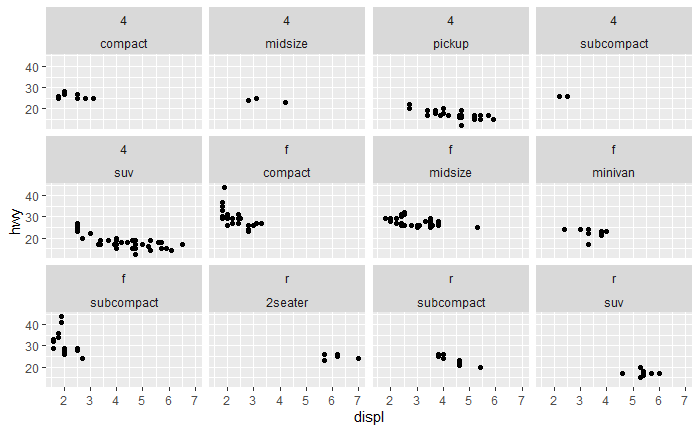 4 4 4 4
compact midsize pickup subcompact
40
30
20
4 f f f
suv compact midsize minivan
40
30
20
f r r r
subcompact 2seater subcompact suv
40
30
20
2 3 4 5 6 7 2 3 4 5 6 7 2 3 4 5 6 7 2 3 4 5 6 7
displ
hwy